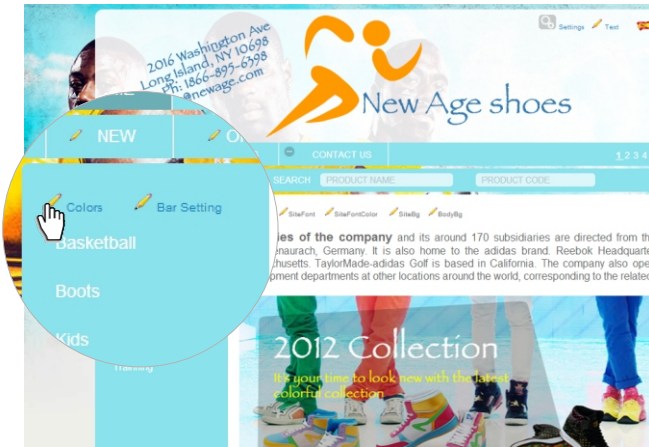 2016 Washington Ave
Long Island, NY 10698
Ph: 1866-895-6398
@newage.com
New Age shoes
Settings
Text
NEW
CONTACT US
1 2 3 4
SEARCH
PRODUCT NAME
PRODUCT CODE
Colors
Bar Setting
SiteFont
SiteFontColor
SiteBg
BodyBg
Basketball
Boots
Kids
Training
ies of the company and its around 170 subsidiaries are directed from th
enaurach, Germany. It is also home to the adidas brand. Reebok Headquarte
chusetts. TaylorMade-adidas Golf is based in California. The company also ope
pment departments at other locations around the world, corresponding to the related
2012 Collection
It's your time to look new with the latest
colorful collection